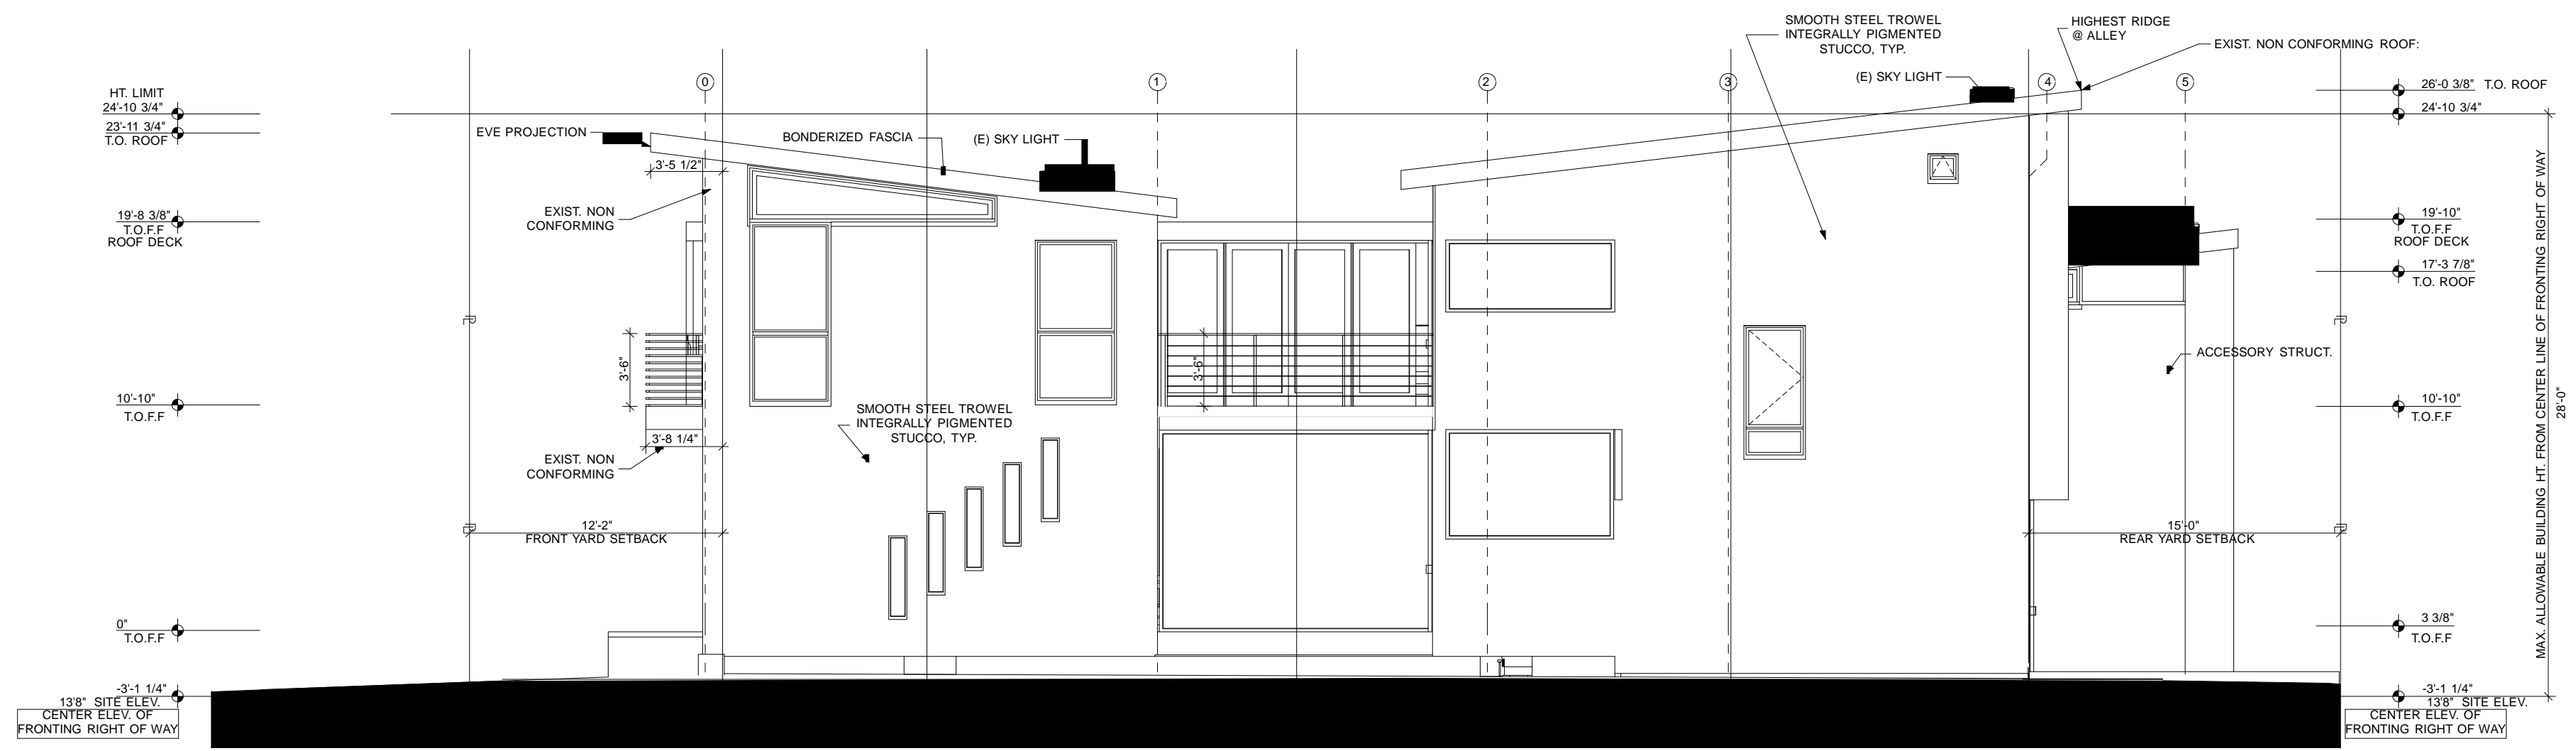 SMOOTH STEEL TROWEL
INTEGRALLY PIGMENTED
STUCCO, TYP.
HIGHEST RIDGE
@ ALLEY
EXIST. NON CONFORMING ROOF:
(E) SKY LIGHT
0
1
2
3
4
5
HT. LIMIT
24'-10 3/4"
23'-11 3/4"
T.O. ROOF
19'-8 3/8"
T.O.F.F
ROOF DECK
10'-10"
T.O.F.F
0"
T.O.F.F
-3'-1 1/4"
13'8" SITE ELEV.
CENTER ELEV. OF
FRONTING RIGHT OF WAY
EVE PROJECTION
BONDERIZED FASCIA
(E) SKY LIGHT
3'-5 1/2"
EXIST. NON
CONFORMING
3'-6"
3'-6"
SMOOTH STEEL TROWEL
INTEGRALLY PIGMENTED
STUCCO, TYP.
3'-8 1/4"
EXIST. NON
CONFORMING
12'-2"
FRONT YARD SETBACK
PL
PL
PL
PL
ACCESSORY STRUCT.
15'-0"
REAR YARD SETBACK
26'-0 3/8" T.O. ROOF
24'-10 3/4"
19'-10"
T.O.F.F
ROOF DECK
17'-3 7/8"
T.O. ROOF
10'-10"
T.O.F.F
3 3/8"
T.O.F.F
-3'-1 1/4"
13'8" SITE ELEV.
CENTER ELEV. OF
FRONTING RIGHT OF WAY
MAX. ALLOWABLE BUILDING HT. FROM CENTER LINE OF FRONTING RIGHT OF WAY
28'-0"